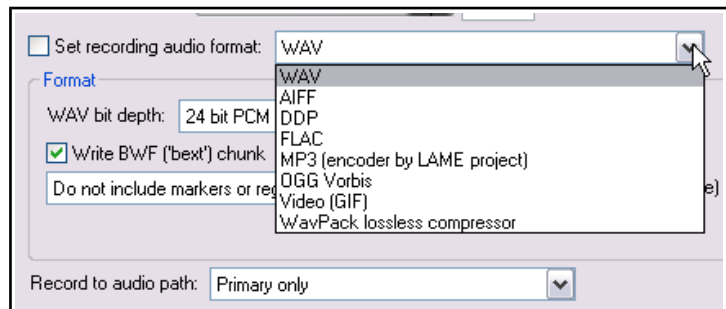 Set recording audio format: WAV
WAV
Format
AIFF
WAV bit depth: 24 bit PCM
DDP
FLAC
Write BWF ('bext') chunk
MP3 (encoder by LAME project)
OGG Vorbis
Do not include markers or reg e)
Video (GIF)
WavPack lossless compressor
Record to audio path: Primary only